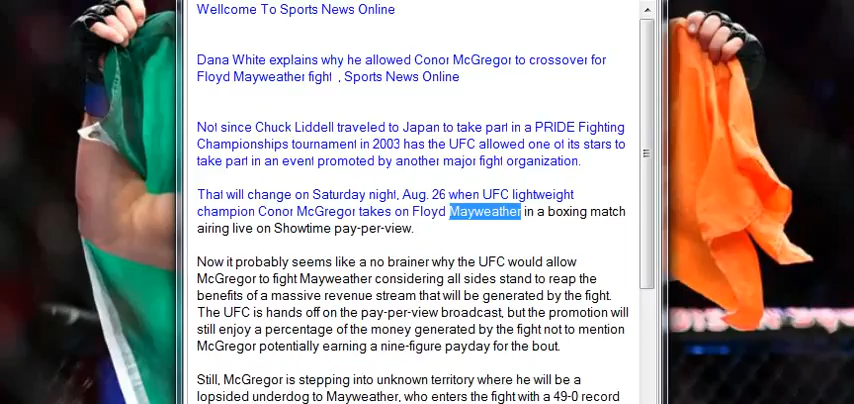 Wellcome To Sports News Online
Dana White explains why he allowed Conor McGregor to crossover for
Floyd Mayweather fight , Sports News Online
Not since Chuck Liddell traveled to Japan to take part in a PRIDE Fighting
Championships tournament in 2003 has the UFC allowed one of its stars to
take part in an event promoted by another major fight organization.
That will change on Saturday night, Aug. 26 when UFC lightweight
champion Conor McGregor takes on Floyd Mayweather in a boxing match
airing live on Showtime pay-per-view.
Now it probably seems like a no brainer why the UFC would allow
McGregor to fight Mayweather considering all sides stand to reap the
benefits of a massive revenue stream that will be generated by the fight.
The UFC is hands off on the pay-per-view broadcast, but the promotion will
still enjoy a percentage of the money generated by the fight not to mention
McGregor potentially earning a nine-figure payday for the bout.
Still, McGregor is stepping into unknown territory where he will be a
lopsided underdog to Mayweather, who enters the fight with a 49-0 record